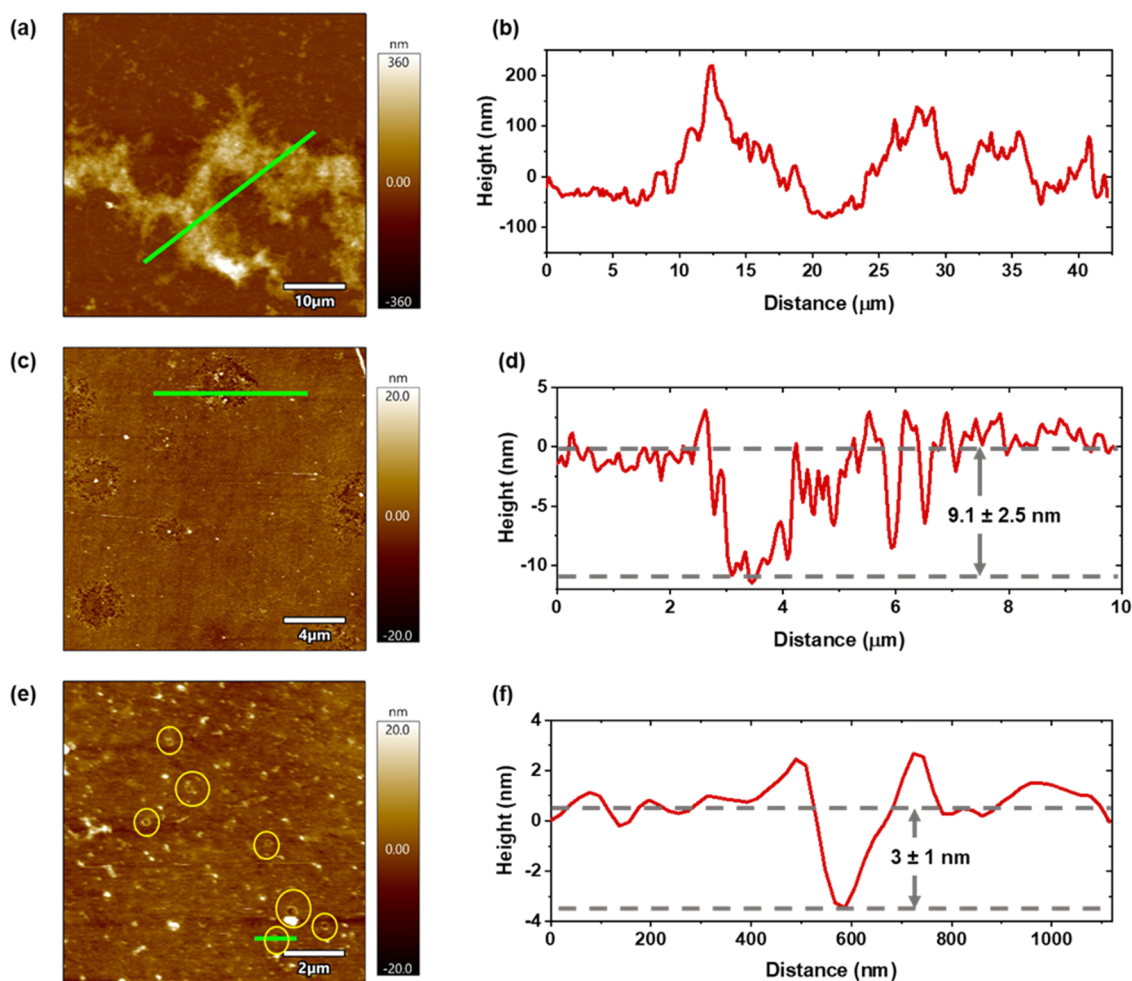 (a)
nm
360
0.00
-360
10μm
(b)
Height (nm)
200
100
0
-100
0 5 10 15 20 25 30 35 40
Distance (μm)
(c)
nm
20.0
0.00
-20.0
4μm
(d)
Height (nm)
5
0
-5
-10
9.1 ± 2.5 nm
0 2 4 6 8 10
Distance (μm)
(e)
nm
20.0
0.00
-20.0
2μm
(f)
Height (nm)
4
2
0
-2
-4
3 ± 1 nm
0 200 400 600 800 1000
Distance (nm)